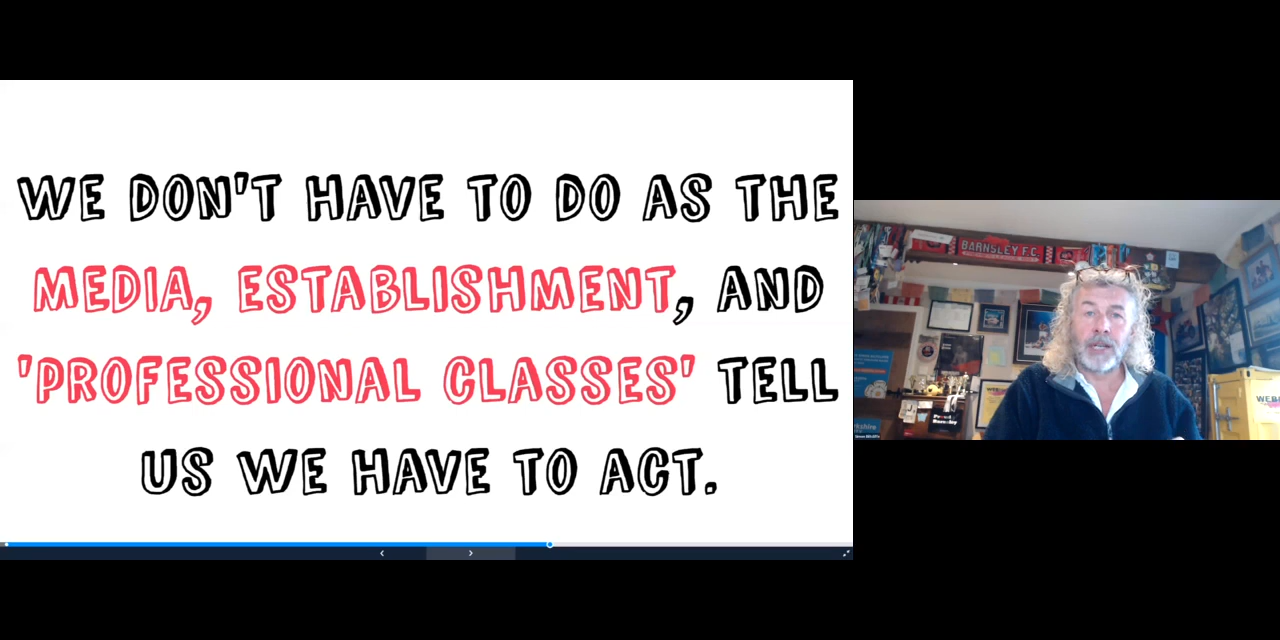 WE DON'T HAVE TO DO AS THE
MEDIA, ESTABLISHMENT, AND
'PROFESSIONAL CLASSES' TELL
US WE HAVE TO ACT.
BARNSLEY F.C.